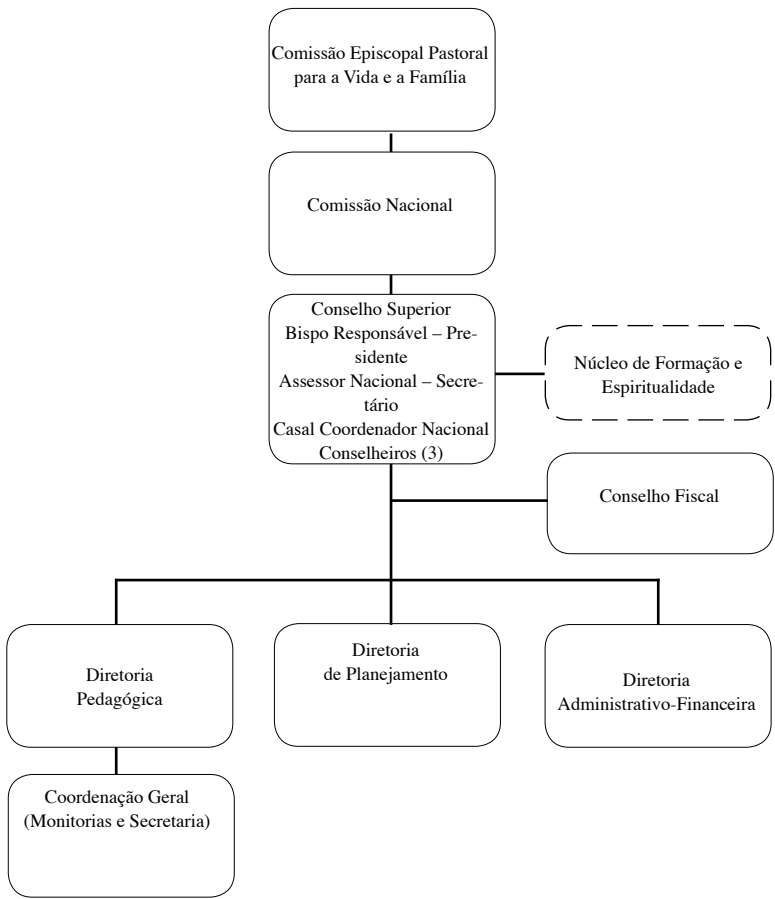 Comissão Episcopal Pastoral
para a Vida e a Família
Comissão Nacional
Conselho Superior
Bispo Responsável – Pre-
sidente
Assessor Nacional – Secre-
tário
Casal Coordenador Nacional
Conselheiros (3)
Núcleo de Formação e
Espiritualidade
Conselho Fiscal
Diretoria
Pedagógica
Diretoria
de Planejamento
Diretoria
Administrativo-Financeira
Coordenação Geral
(Monitorias e Secretaria)